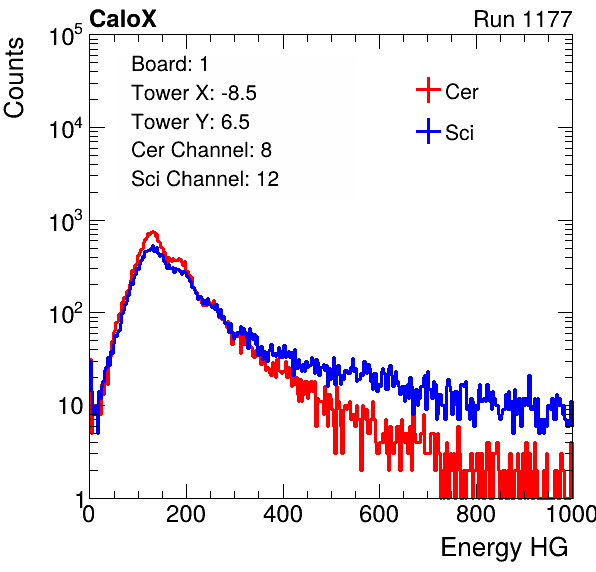 CaloX Run 1177
Counts
Board: 1
Tower X: -8.5
Tower Y: 6.5
Cer Channel: 8
Sci Channel: 12
Cer
Sci
10^5
10^4
10^3
10^2
10
1
0 200 400 600 800 1000
Energy HG